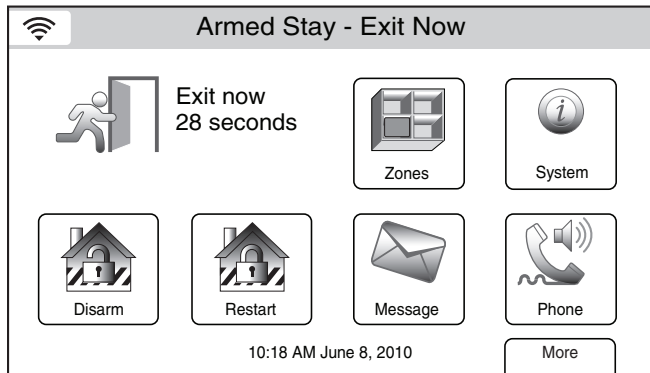 Armed Stay - Exit Now
Exit now
28 seconds
Zones
System
Disarm
Restart
Message
Phone
10:18 AM June 8, 2010
More